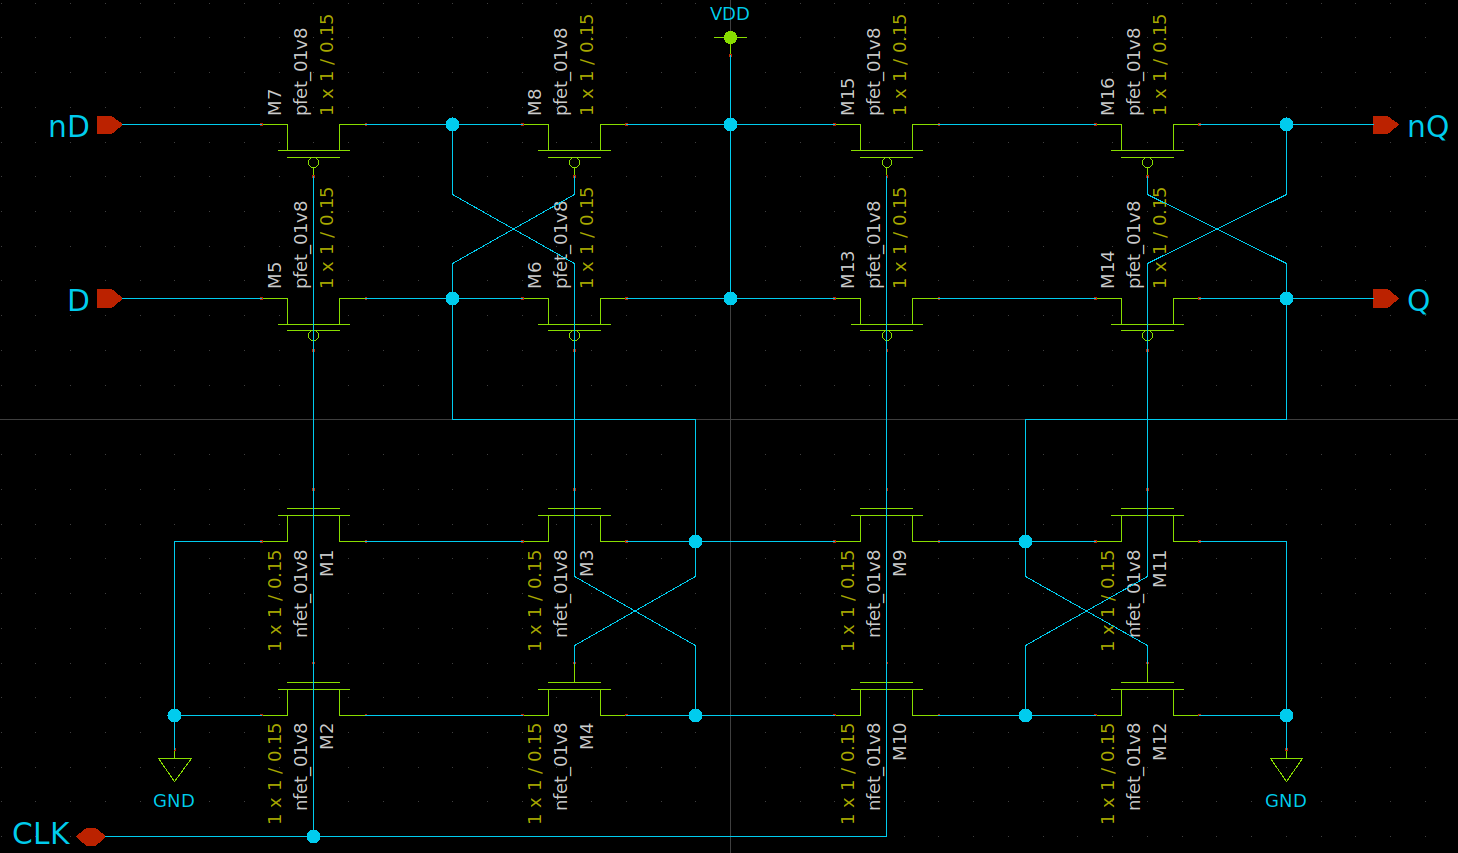 VDD
M7
pfet_01v8
1 x 1 / 0.15
M8
pfet_01v8
1 x 1 / 0.15
M15
pfet_01v8
1 x 1 / 0.15
M16
pfet_01v8
1 x 1 / 0.15
nD
nQ
M5
pfet_01v8
1 x 1 / 0.15
M6
pfet_01v8
1 x 1 / 0.15
M13
pfet_01v8
1 x 1 / 0.15
M14
pfet_01v8
1 x 1 / 0.15
D
Q
1 x 1 / 0.15
nfet_01v8
M1
1 x 1 / 0.15
nfet_01v8
M3
1 x 1 / 0.15
nfet_01v8
M9
1 x 1 / 0.15
nfet_01v8
M11
1 x 1 / 0.15
nfet_01v8
M2
1 x 1 / 0.15
nfet_01v8
M4
1 x 1 / 0.15
nfet_01v8
M10
1 x 1 / 0.15
nfet_01v8
M12
GND
GND
CLK